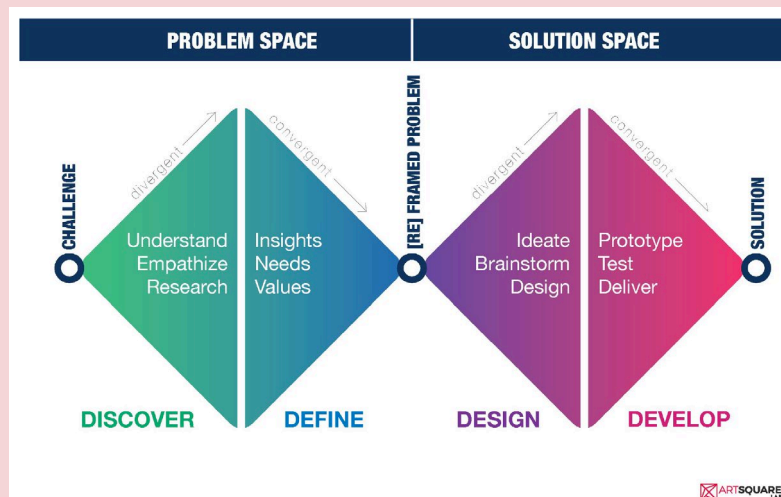 PROBLEM SPACE
SOLUTION SPACE
CHALLENGE
divergent
convergent
[RE] FRAMED PROBLEM
divergent
convergent
SOLUTION
Understand
Empathize
Research
Insights
Needs
Values
Ideate
Brainstorm
Design
Prototype
Test
Deliver
DISCOVER
DEFINE
DESIGN
DEVELOP
ARTSQUARE